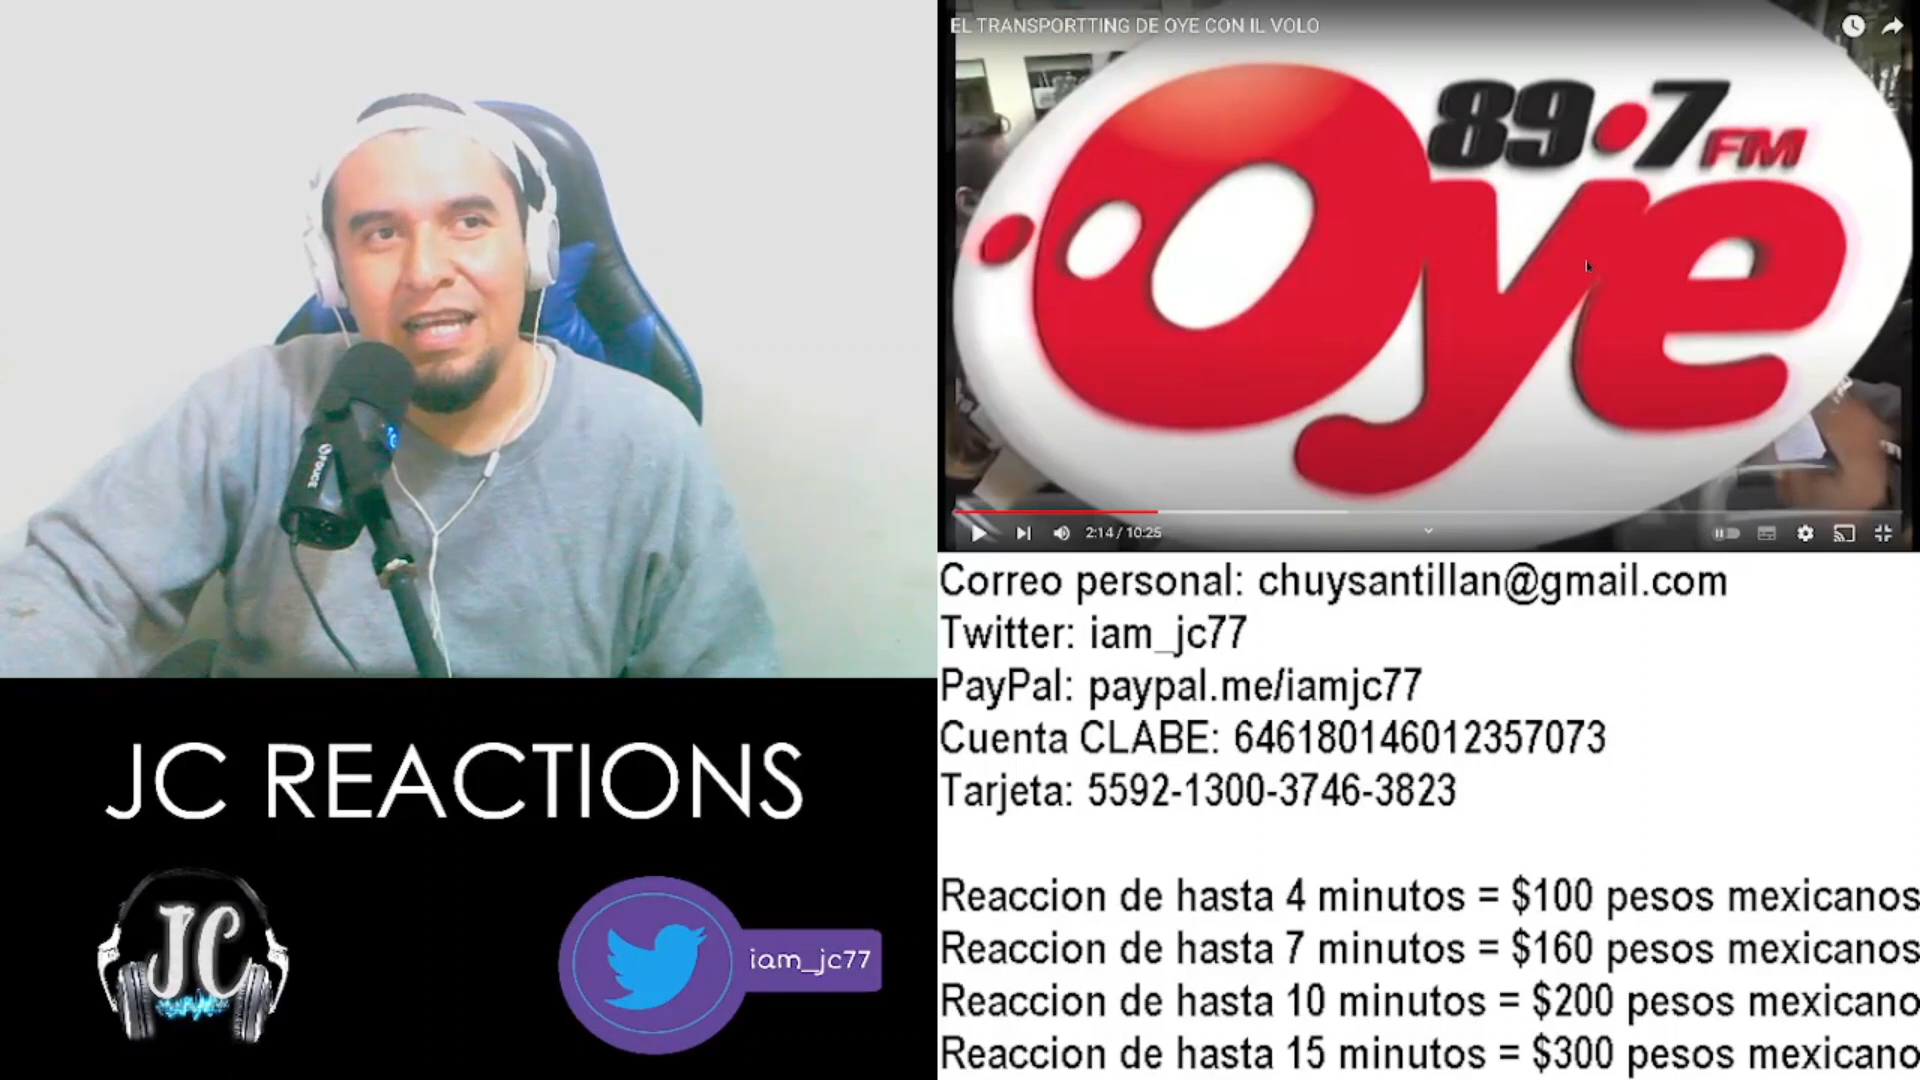 EL TRANSPORTTING DE OYE CON IL VOLO
89.7 FM
Oye
2:14 / 10:25
POLICE
Correo personal: chuysantillan@gmail.com
Twitter: iam_jc77
PayPal: paypal.me/iamjc77
Cuenta CLABE: 646180146012357073
Tarjeta: 5592-1300-3746-3823
Reaccion de hasta 4 minutos = $100 pesos mexicanos
Reaccion de hasta 7 minutos = $160 pesos mexicanos
Reaccion de hasta 10 minutos = $200 pesos mexicano
Reaccion de hasta 15 minutos = $300 pesos mexicano
JC REACTIONS
JC
iam_jc77